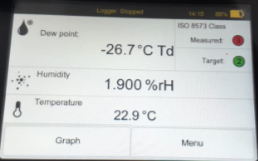 Logger: Stopped
Dew point:
-26.7 °C Td
ISO 8573 Class
Measured:
Target:
Humidity
1.900 %rH
Temperature
22.9 °C
Graph
Menu